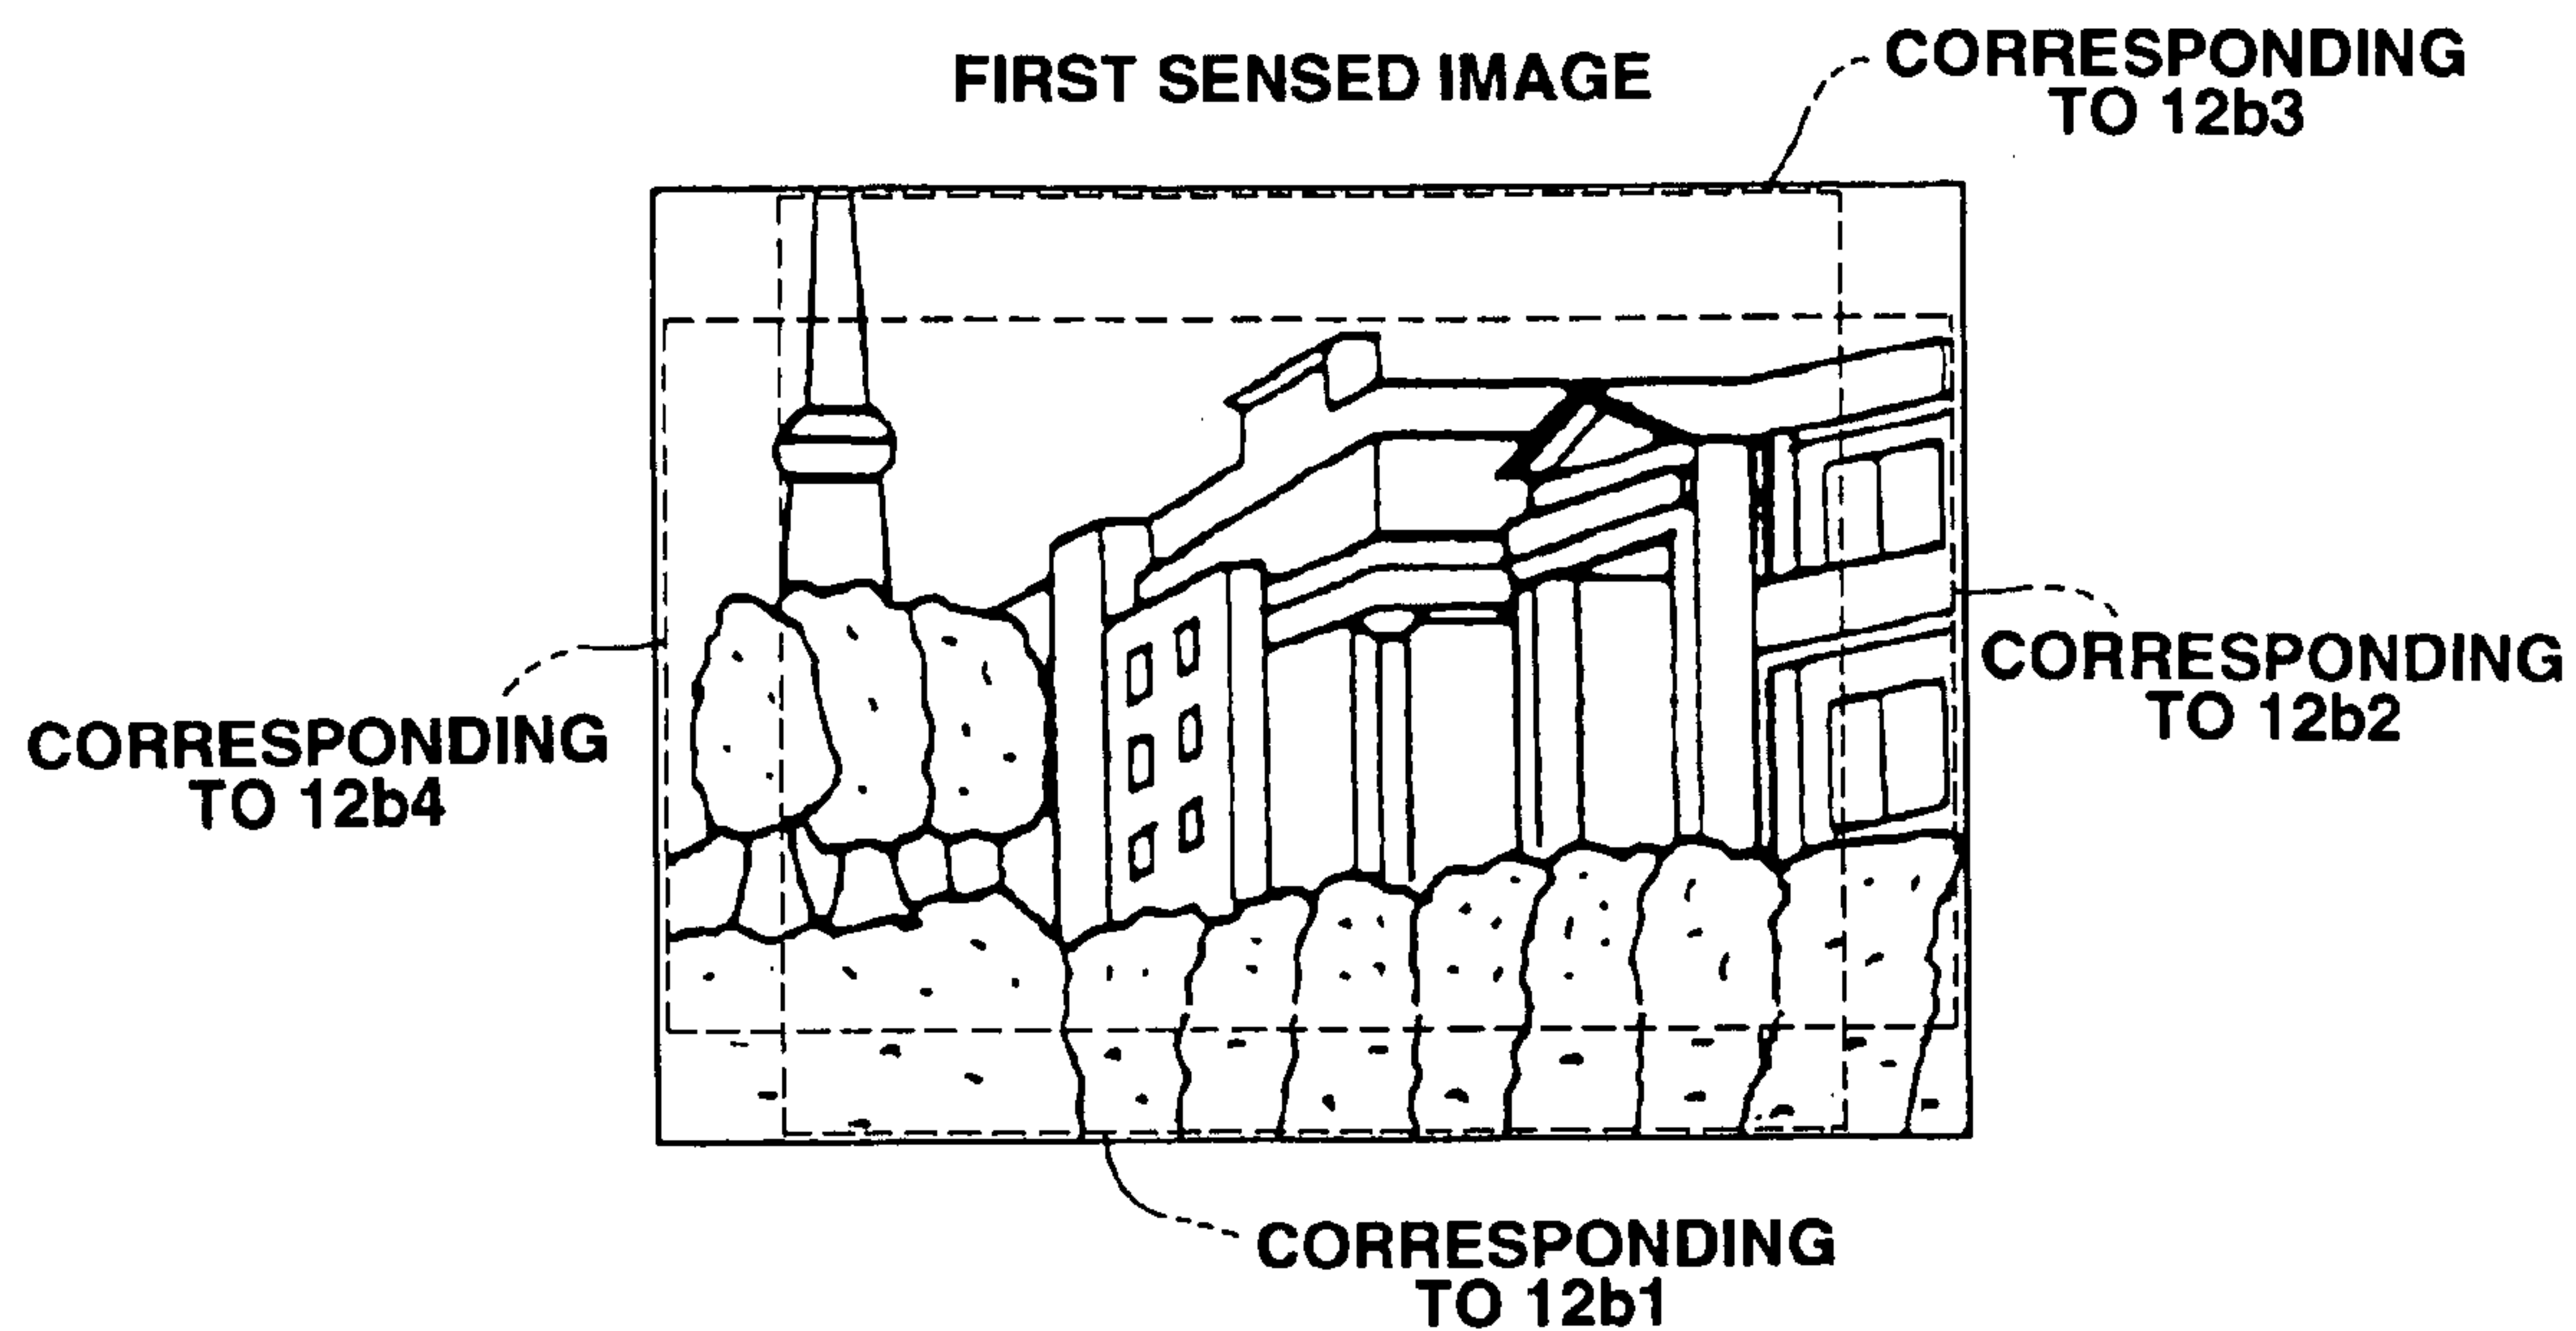 FIRST SENSED IMAGE
CORRESPONDING
TO 12b3
CORRESPONDING
TO 12b2
CORRESPONDING
TO 12b4
CORRESPONDING
TO 12b1